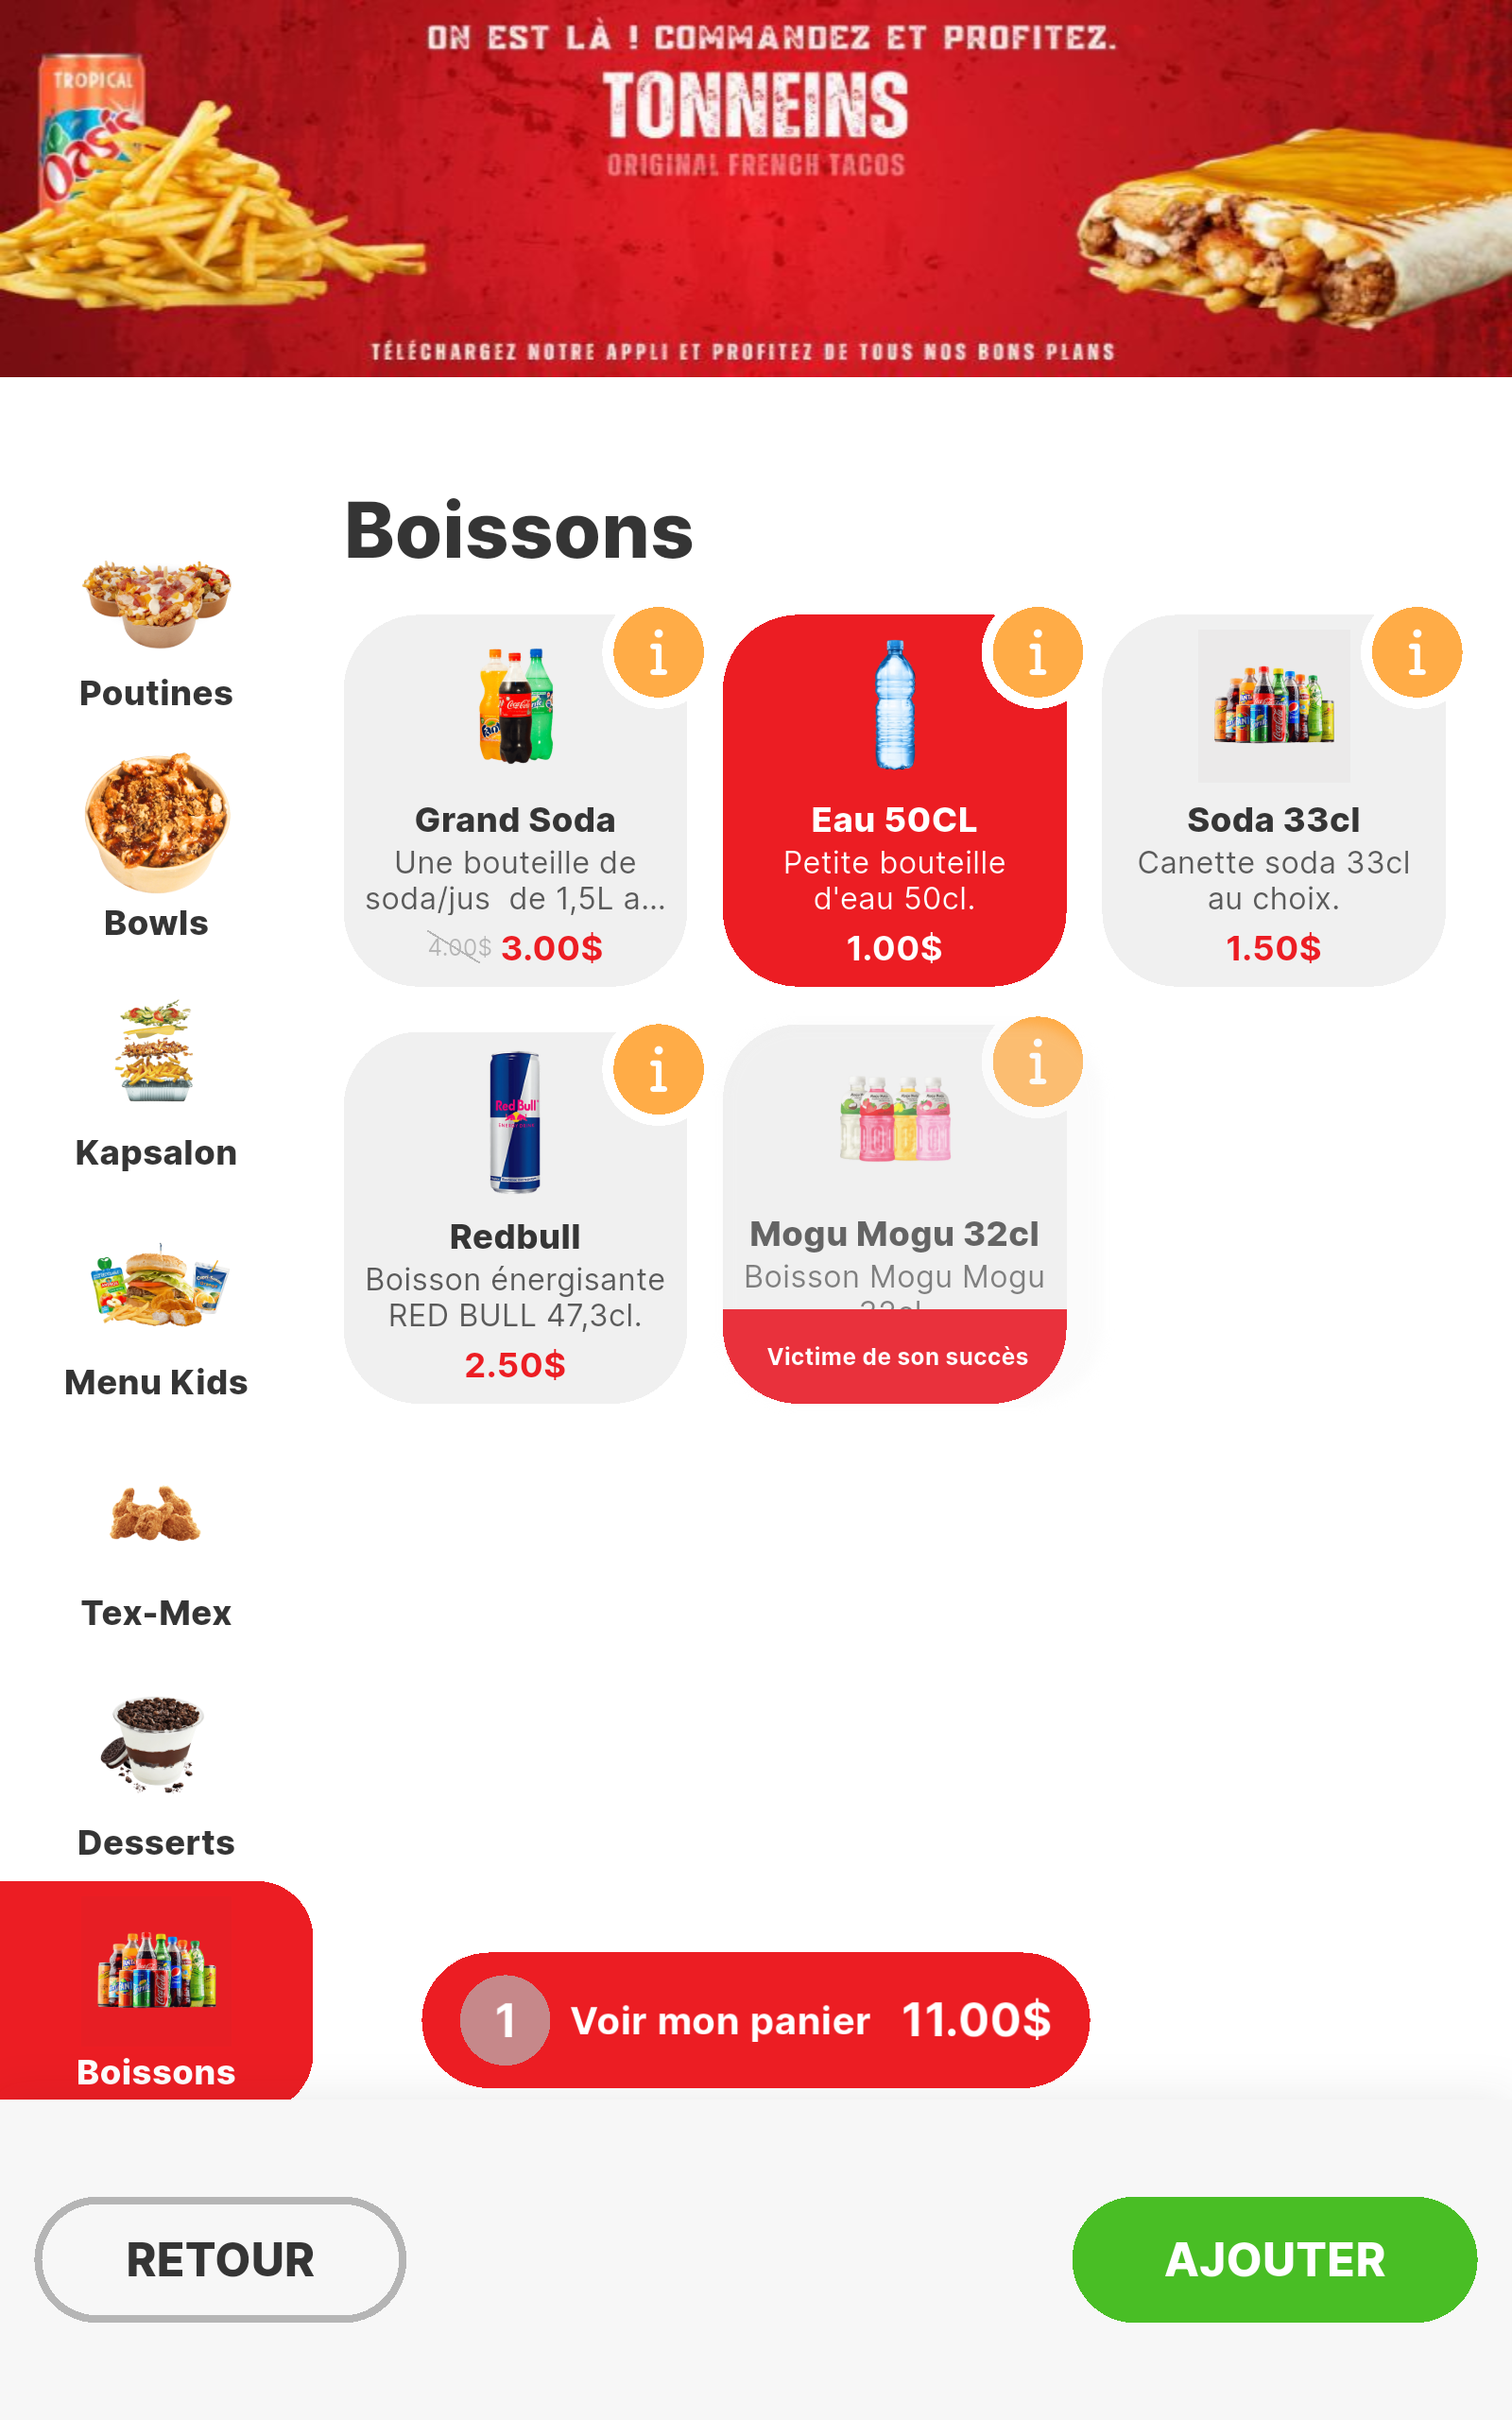 ON EST LÀ ! COMMANDEZ ET PROFITEZ.
TONNEINS
ORIGINAL FRENCH TACOS
TROPICAL
Oasis
TÉLÉCHARGEZ NOTRE APPLI ET PROFITEZ DE TOUS NOS BONS PLANS
Boissons
Poutines
Bowls
Kapsalon
Menu Kids
Tex-Mex
Desserts
Boissons
i
Grand Soda
Une bouteille de
soda/jus  de 1,5L a...
4.00$ 3.00$
i
Eau 50CL
Petite bouteille
d'eau 50cl.
1.00$
i
Soda 33cl
Canette soda 33cl
au choix.
1.50$
i
Red Bull
Redbull
Boisson énergisante
RED BULL 47,3cl.
2.50$
i
Mogu Mogu 32cl
Boisson Mogu Mogu
32cl
Victime de son succès
1 Voir mon panier 11.00$
RETOUR
AJOUTER